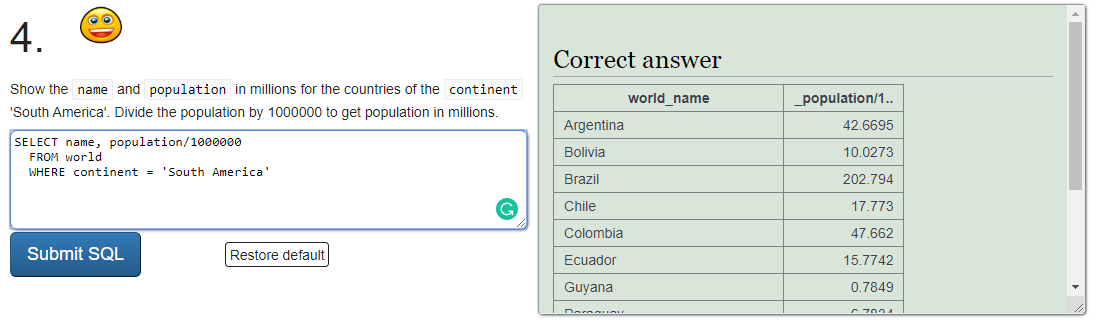 4.
Show the name and population in millions for the countries of the continent
'South America'. Divide the population by 1000000 to get population in millions.
SELECT name, population/1000000
FROM world
WHERE continent = 'South America'
Submit SQL
Restore default
Correct answer
world_name _population/1..
Argentina 42.6695
Bolivia 10.0273
Brazil 202.794
Chile 17.773
Colombia 47.662
Ecuador 15.7742
Guyana 0.7849